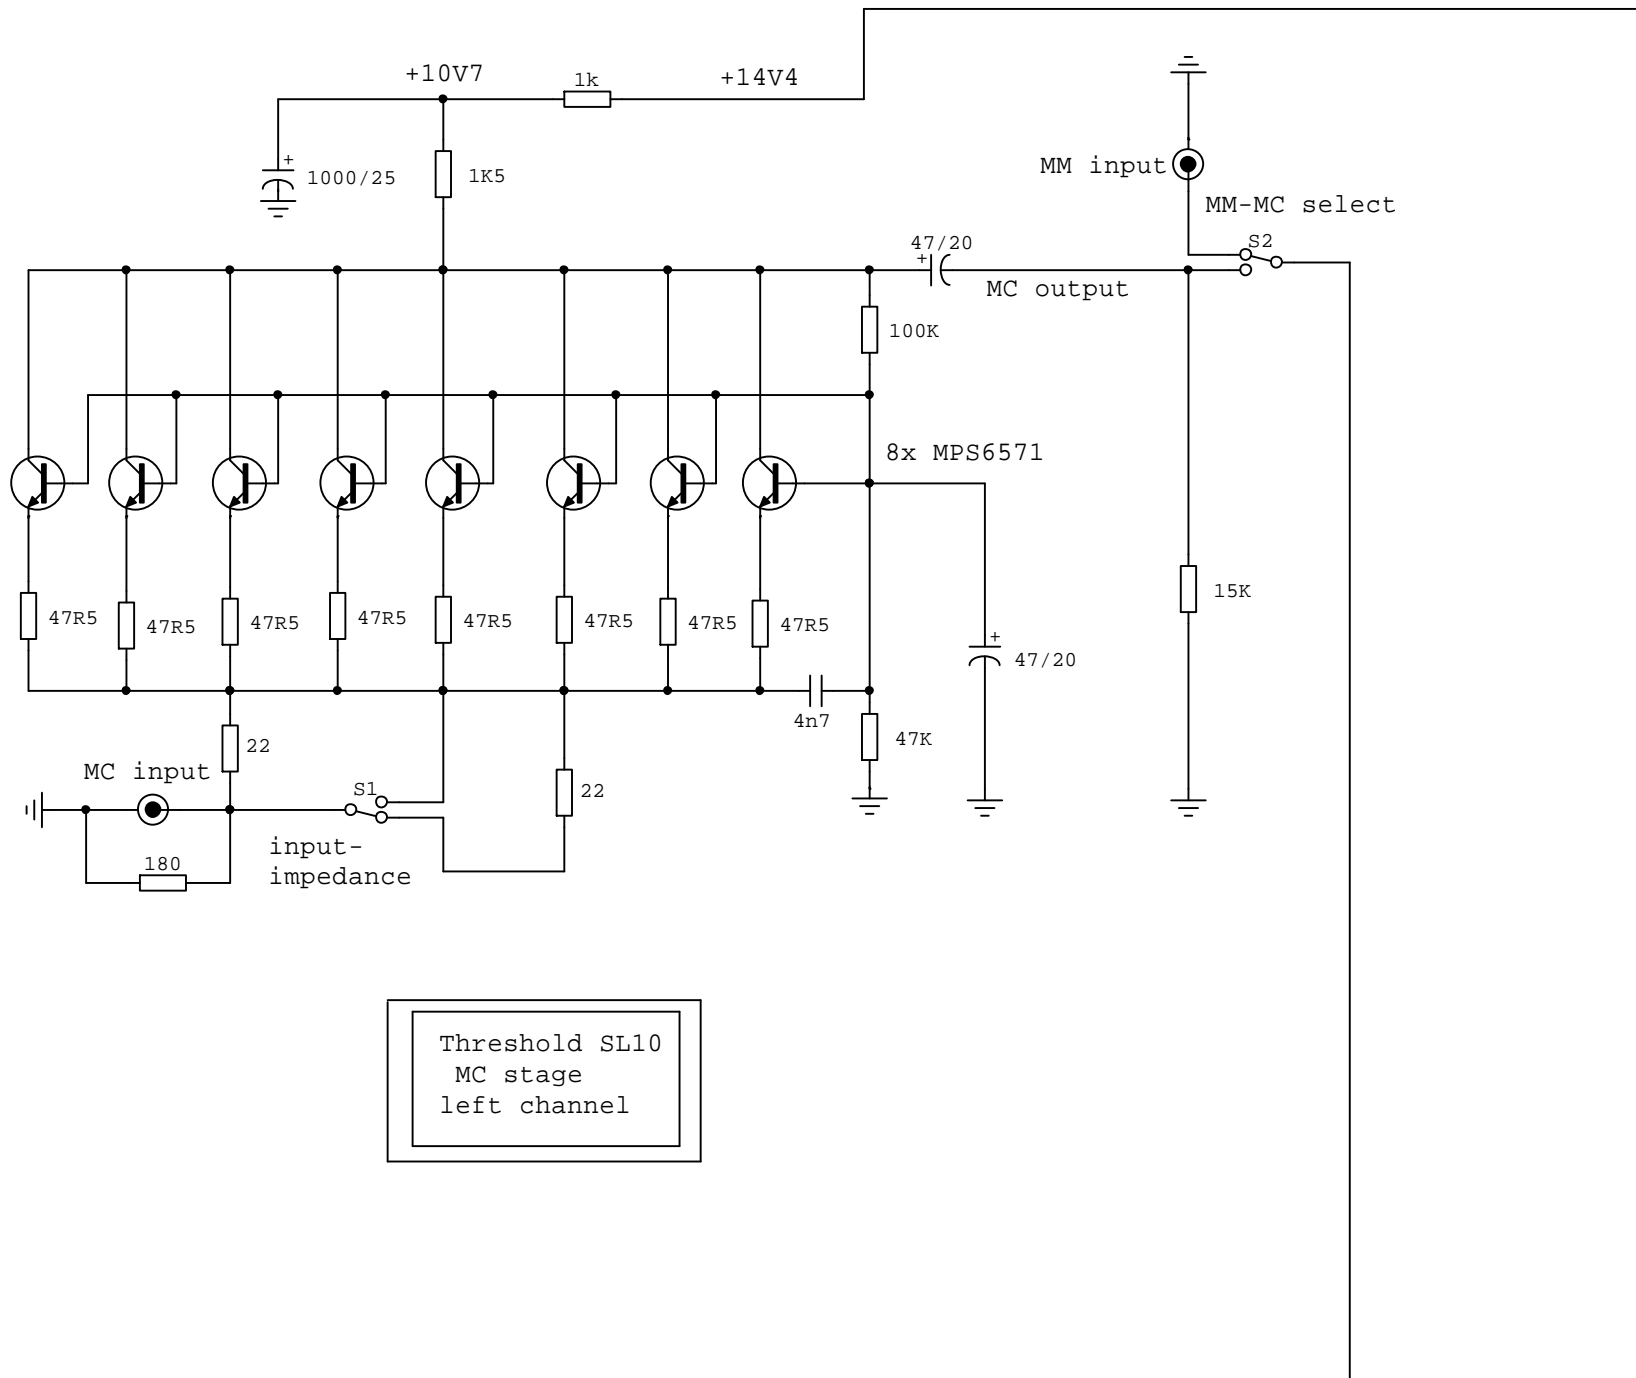 +10V7
1k
+14V4
+
1000/25
1K5
MM input
MM-MC select
S2
47/20
+
MC output
100K
8x MPS6571
47R5
47R5
47R5
47R5
47R5
47R5
47R5
47R5
15K
+
47/20
4n7
47K
22
MC input
S1
22
180
input-
impedance
Threshold SL10
MC stage
left channel